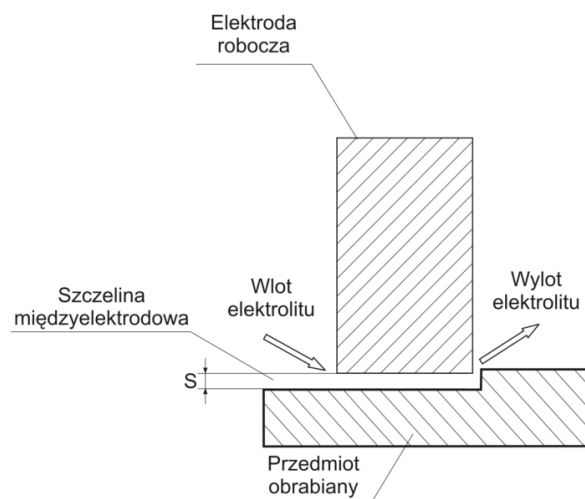 Elektroda
robocza
Wlot
elektrolitu
Wylot
elektrolitu
Szczelina
międzyelektrodowa
S
Przedmiot
obrabiany